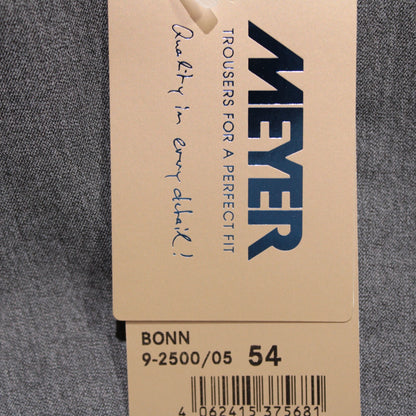 MEYER
TROUSERS FOR A PERFECT FIT
Quality in every detail!
BONN
9-2500/05 54
4 062415 375681